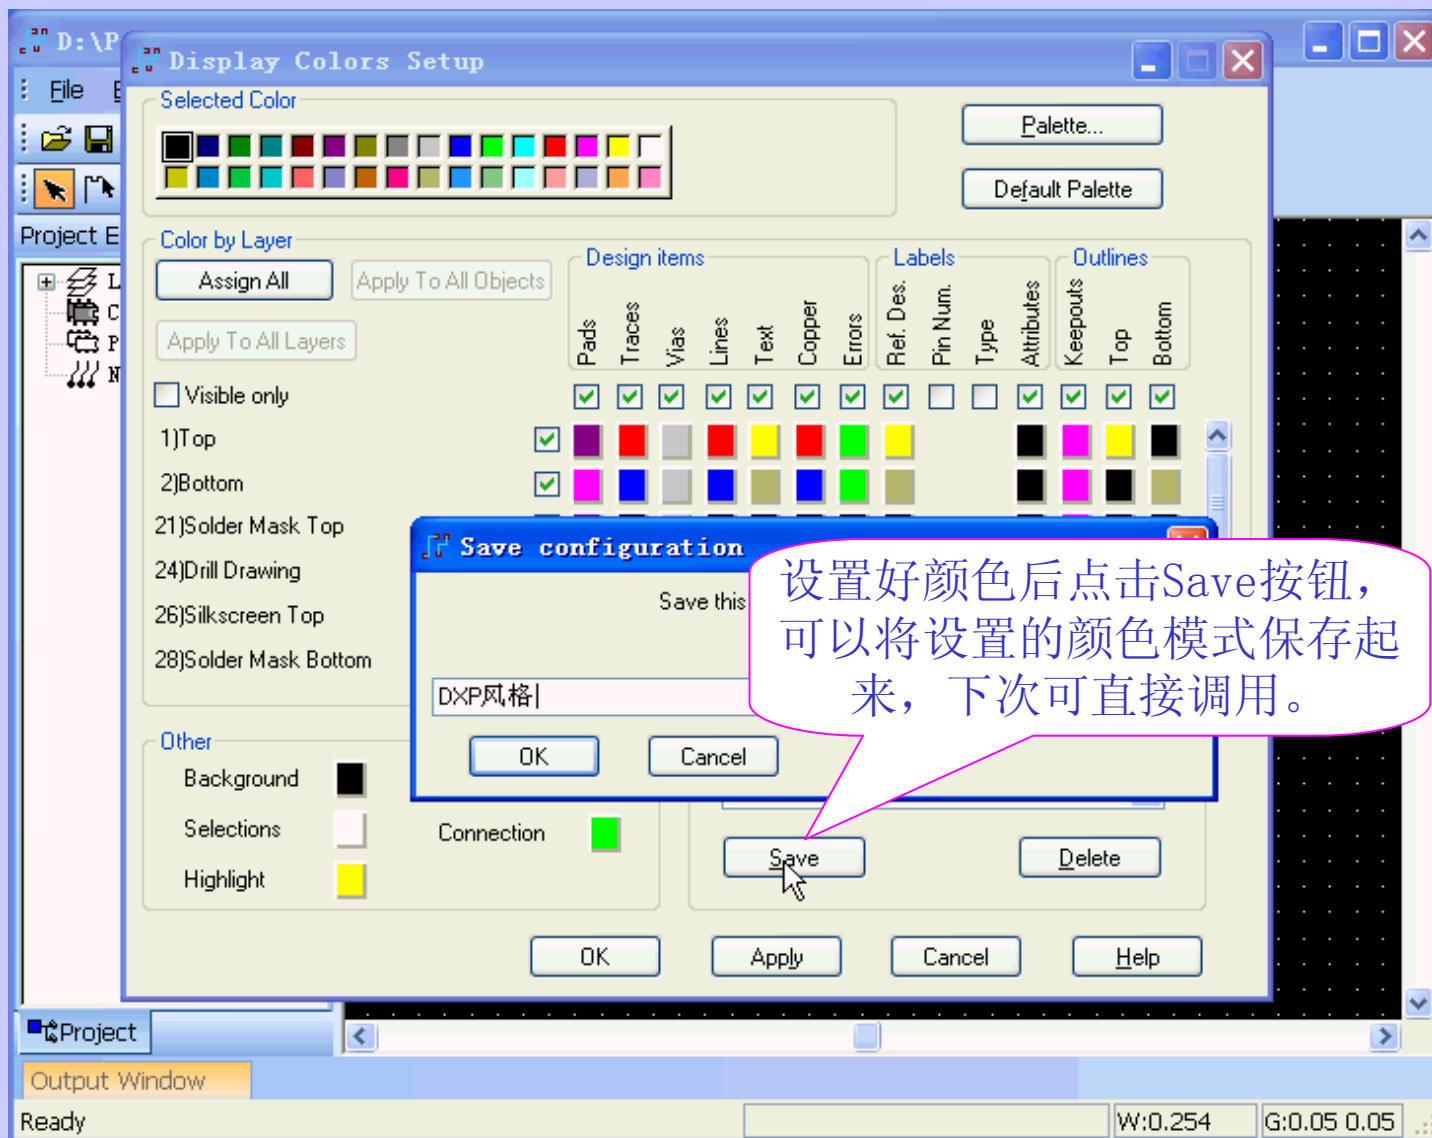 D:\P
Display Colors Setup
File
Selected Color
Palette...
Default Palette
Project E
Color by Layer
Assign All
Apply To All Objects
Apply To All Layers
Design items
Labels
Outlines
Pads
Traces
Vias
Lines
Text
Copper
Errors
Ref. Des.
Pin Num.
Type
Attributes
Keepouts
Top
Bottom
Visible only
1)Top
2)Bottom
21)Solder Mask Top
24)Drill Drawing
26)Silkscreen Top
28)Solder Mask Bottom
Save configuration
Save this
DXP风格
OK
Cancel
设置好颜色后点击Save按钮，
可以将设置的颜色模式保存起
来，下次可直接调用。
Other
Background
Selections
Highlight
Connection
Save
Delete
OK
Apply
Cancel
Help
Project
Output Window
Ready
W:0.254
G:0.05 0.05